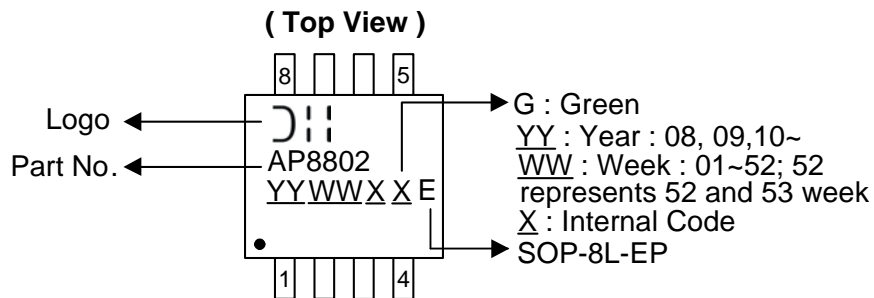 ( Top View )
8 5
Logo
Part No.
AP8802
YYWWXXE
1 4
G : Green
YY : Year : 08, 09,10~
WW : Week : 01~52; 52
represents 52 and 53 week
X : Internal Code
SOP-8L-EP